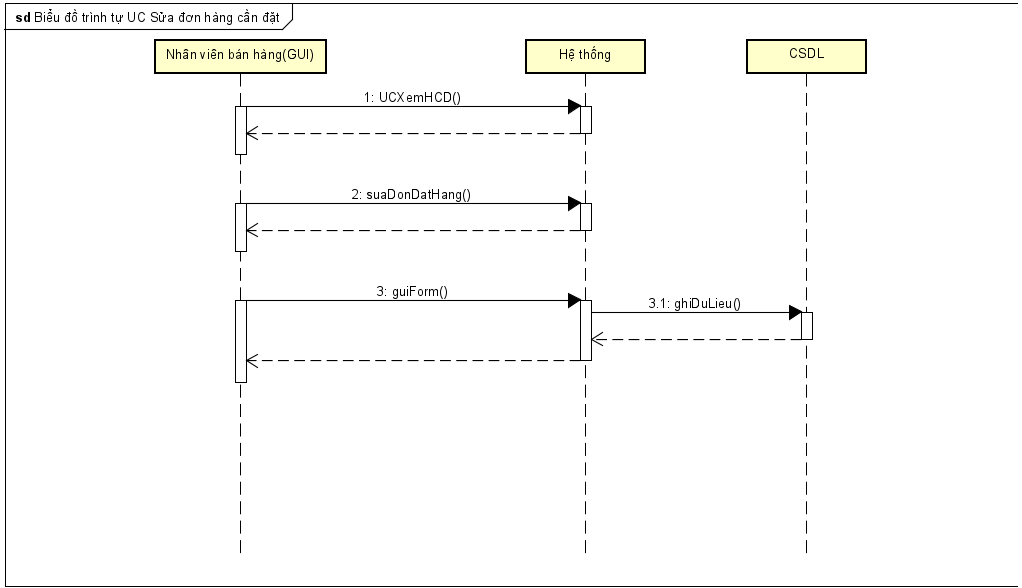 sd Biểu đồ trình tự UC Sửa đơn hàng cần đặt
Nhân viên bán hàng(GUI)
Hệ thống
CSDL
1: UCXemHCD()
2: suaDonDatHang()
3: guiForm()
3.1: ghiDuLieu()